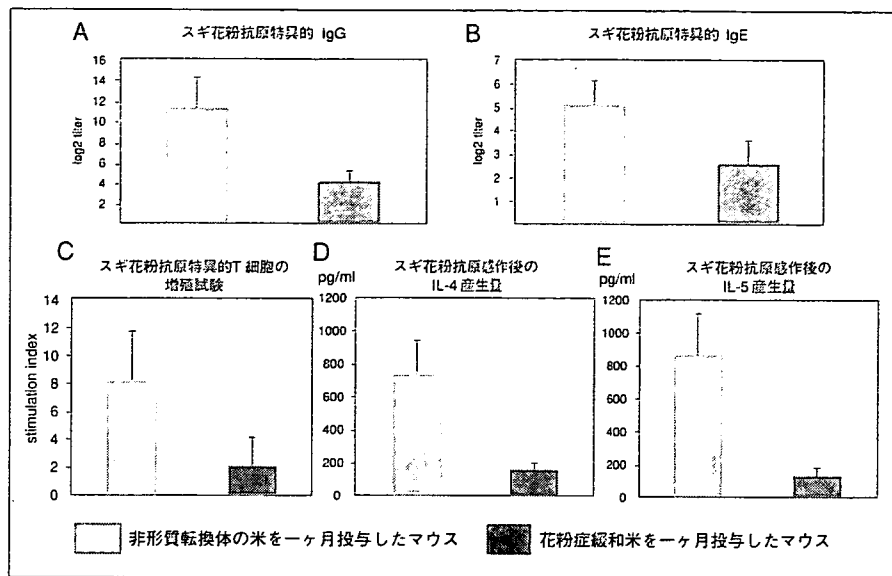 A
スギ花粉抗原特異的 IgG
log2 titer
16
14
12
10
8
6
4
2
B
スギ花粉抗原特異的 IgE
log2 titer
7
6
5
4
3
2
1
C
スギ花粉抗原特異的T 細胞の
増殖試験
stimulation index
14
12
10
8
6
4
2
0
D
スギ花粉抗原感作後の
IL-4 産生量
pg/ml
1200
1000
800
600
400
200
0
E
スギ花粉抗原感作後の
IL-5 産生量
pg/ml
1200
1000
800
600
400
200
0
非形質転換体の米を一ヶ月投与したマウス
花粉症緩和米を一ヶ月投与したマウス